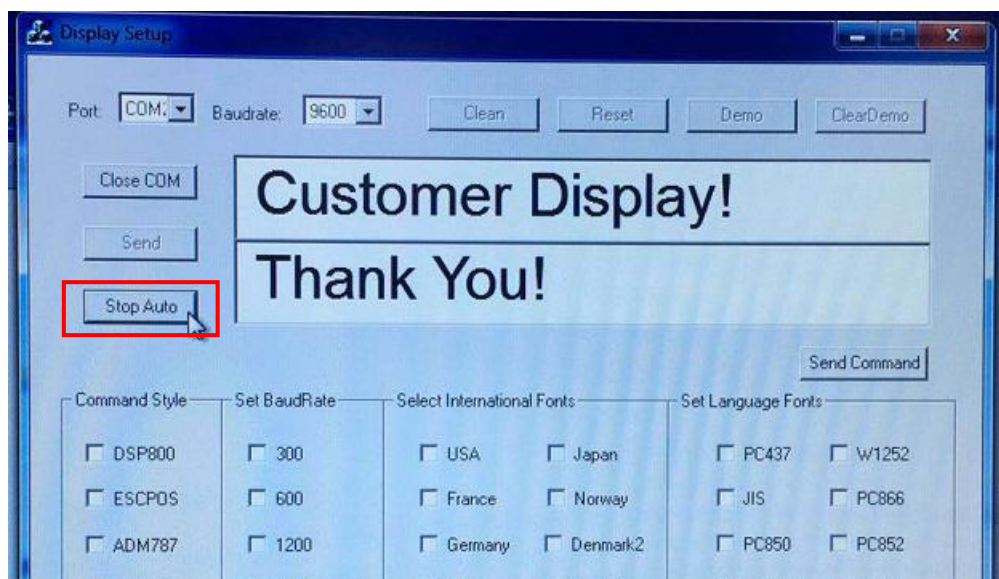 Display Setup
Port: COM2 Baudrate: 9600 Clean Reset Demo ClearDemo
Close COM
Customer Display!
Send
Thank You!
Stop Auto
Send Command
Command Style Set BaudRate Select International Fonts Set Language Fonts
DSP800 300 USA Japan PC437 W1252
ESCPOS 600 France Norway JIS PC866
ADM787 1200 Germany Denmark2 PC850 PC852